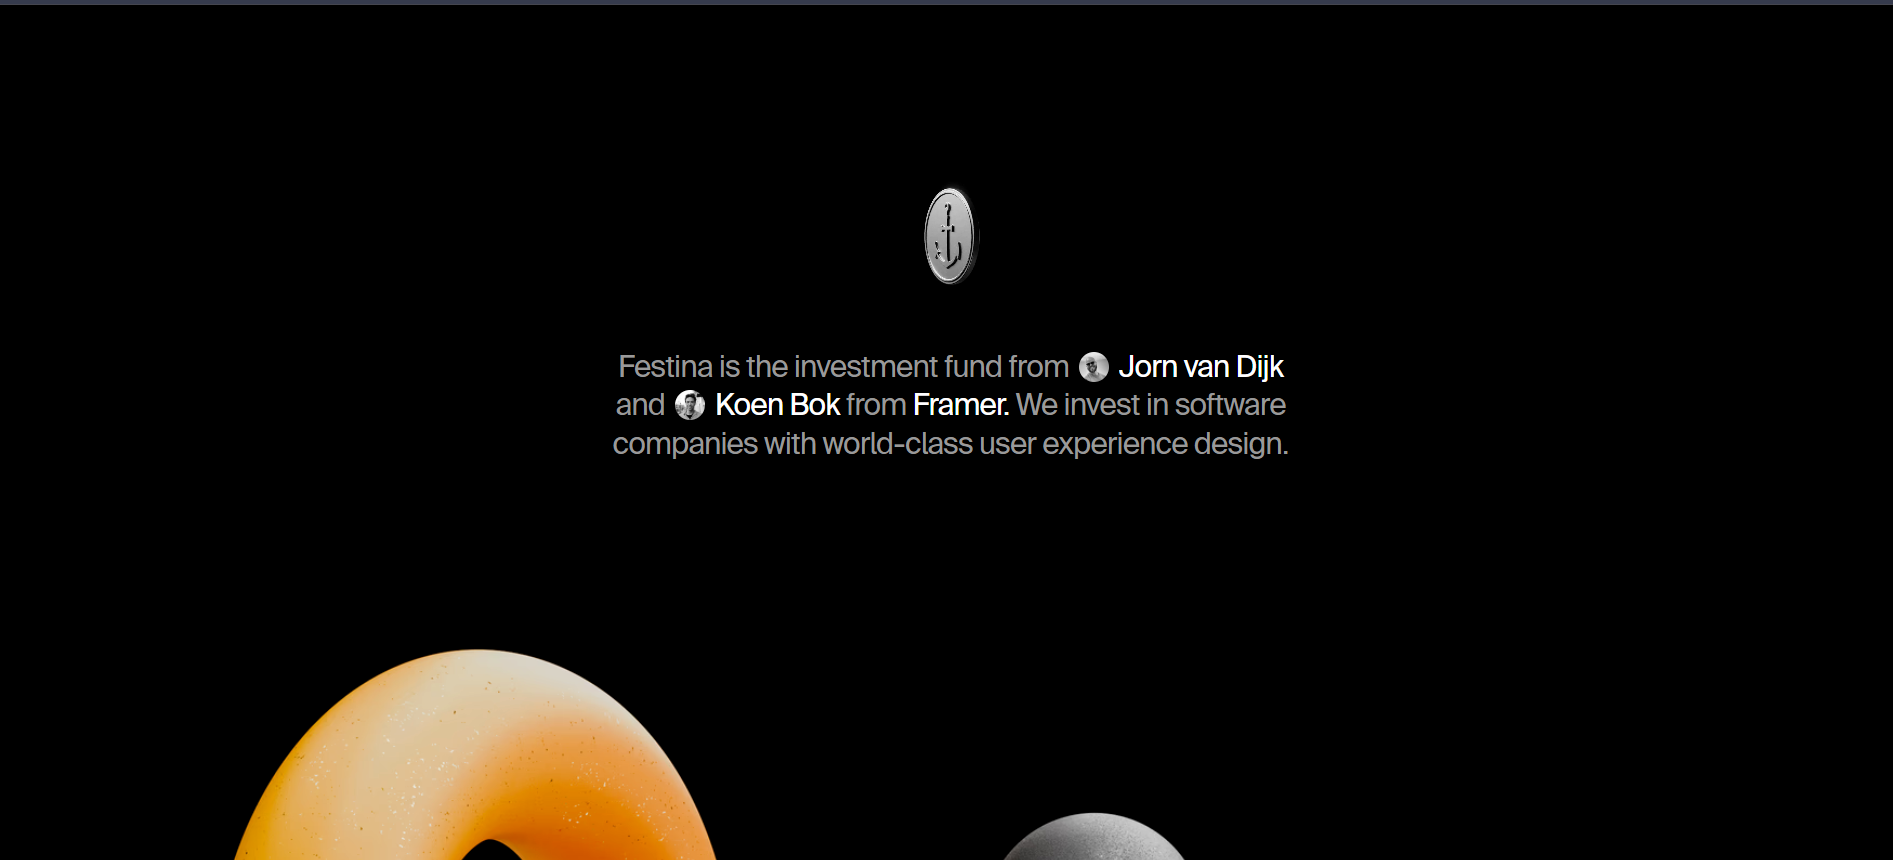 Festina is the investment fund from Jorn van Dijk
and Koen Bok from Framer. We invest in software
companies with world-class user experience design.